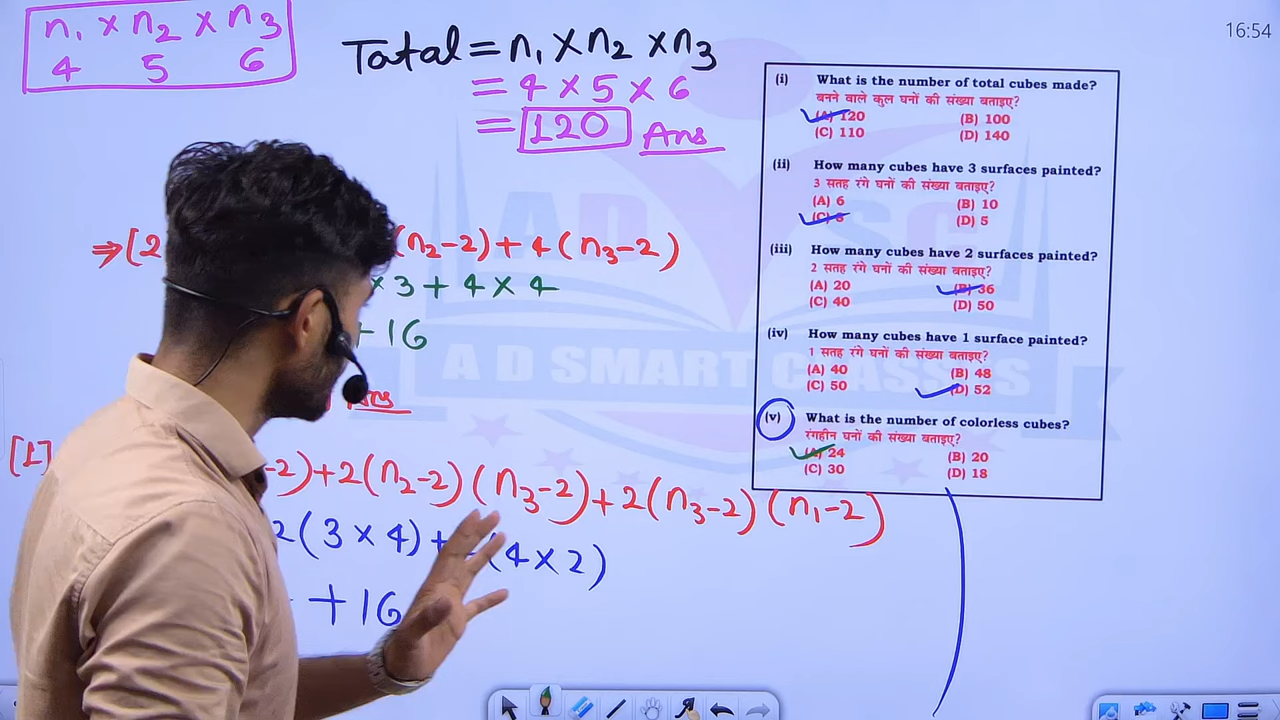 n₁ × n₂ × n₃
4 5 6
Tatal = n₁ × n₂ × n₃
= 4 × 5 × 6
= 120 Ans
16:54
⇒ [2 (n₂-2) + 4 (n₃-2)
× 3 + 4 × 4
+ 16
Ans
[1] -2) + 2(n₂-2) (n₃-2) + 2(n₃-2) (n₁-2)
2(3×4) + (4×2)
+ 16
(i) What is the number of total cubes made?
बनने वाले कुल घनों की संख्या बताइए?
(A) 120 (B) 100
(C) 110 (D) 140
(ii) How many cubes have 3 surfaces painted?
3 सतह रंगे घनों की संख्या बताइए?
(A) 6 (B) 10
(C) 8 (D) 5
(iii) How many cubes have 2 surfaces painted?
2 सतह रंगे घनों की संख्या बताइए?
(A) 20 (B) 36
(C) 40 (D) 50
(iv) How many cubes have 1 surface painted?
1 सतह रंगे घनों की संख्या बताइए?
(A) 40 (B) 48
(C) 50 (D) 52
(v) What is the number of colorless cubes?
रंगहीन घनों की संख्या बताइए?
(A) 24 (B) 20
(C) 30 (D) 18
A D S C
A D SMART CLASSES